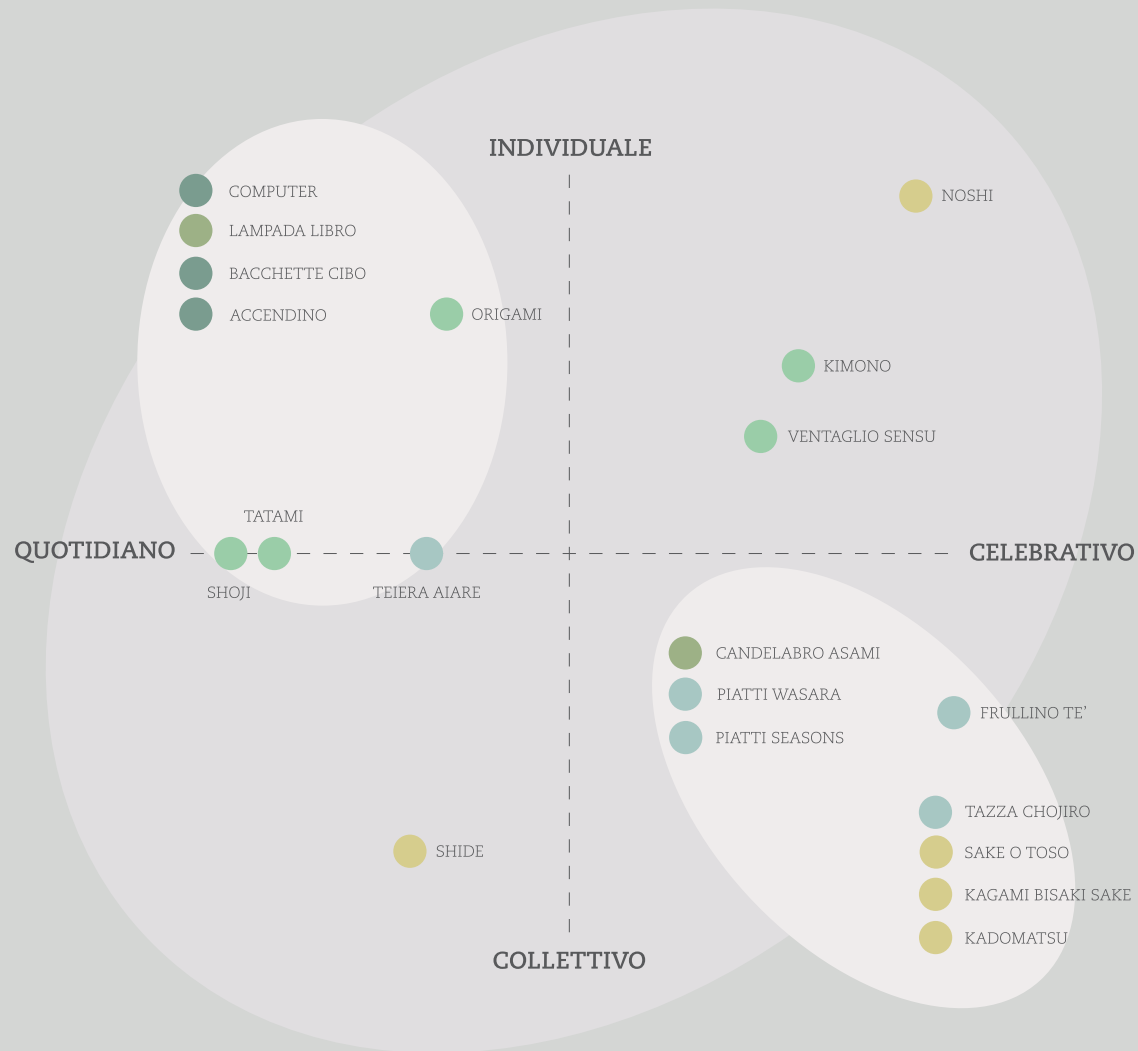 INDIVIDUALE
COMPUTER
NOSHI
LAMPADA LIBRO
BACCHETTE CIBO
ACCENDINO
ORIGAMI
KIMONO
VENTAGLIO SENSU
TATAMI
QUOTIDIANO
CELEBRATIVO
SHOJI
TEIERA AIARE
CANDELABRO ASAMI
PIATTI WASARA
FRULLINO TE’
PIATTI SEASONS
TAZZA CHOJIRO
SHIDE
SAKE O TOSO
KAGAMI BISAKI SAKE
KADOMATSU
COLLETTIVO